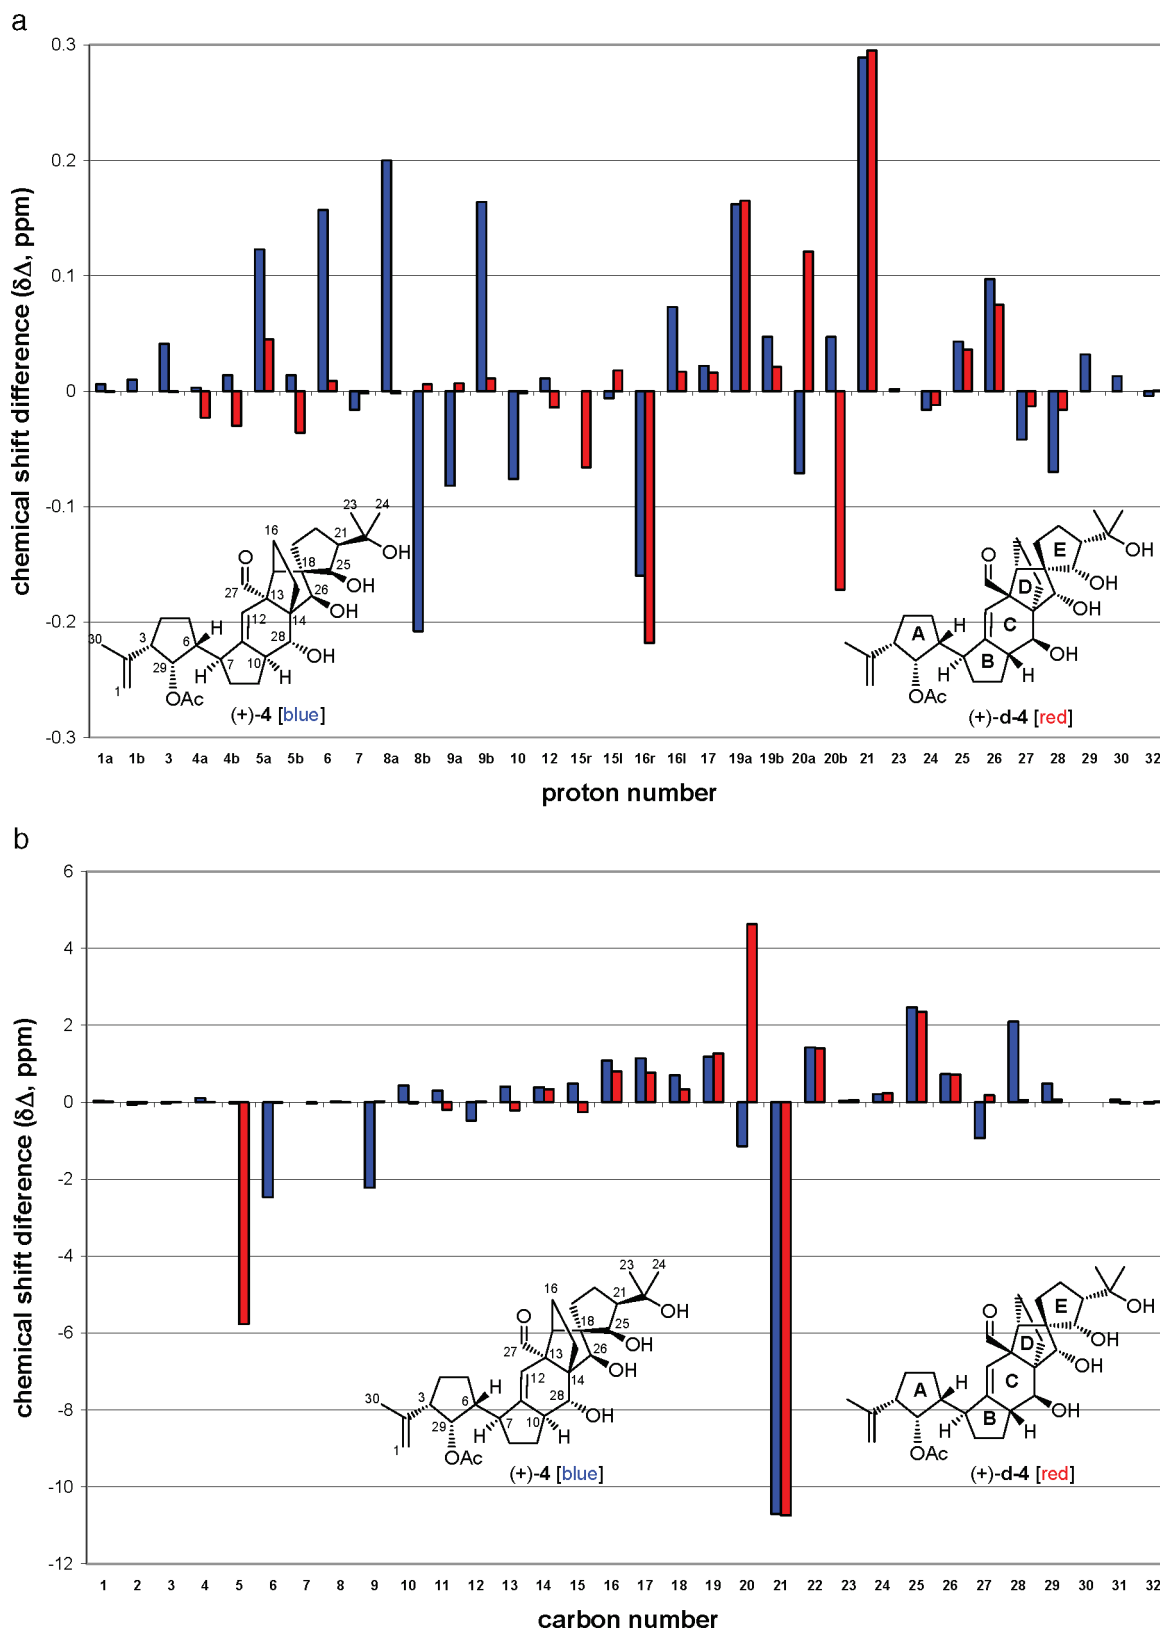 a
chemical shift difference (δΔ, ppm)
0.3
0.2
0.1
0
-0.1
-0.2
-0.3
23 24
16 21 OH
O 18 25
OH
27 13 26
OH
12 14
H 28
30 3 6 OH
29 7 10
H H
1 OAc
(+)-4 [blue]
E OH
O D OH
OH
C
A H
B OH
H H
OAc
(+)-d-4 [red]
1a 1b 3 4a 4b 5a 5b 6 7 8a 8b 9a 9b 10 12 15r 15l 16r 16l 17 19a 19b 20a 20b 21 23 24 25 26 27 28 29 30 32
proton number
b
chemical shift diference (δΔ, ppm)
6
4
2
0
-2
-4
-6
-8
-10
-12
23 24
16 21 OH
O 18 25
OH
27 13 26
OH
12 14
H 28
30 3 6 OH
29 7 10
H H
1 OAc
(+)-4 [blue]
E OH
O D OH
OH
C
A H
B OH
H H
OAc
(+)-d-4 [red]
1 2 3 4 5 6 7 8 9 10 11 12 13 14 15 16 17 18 19 20 21 22 23 24 25 26 27 28 29 31 32
carbon number